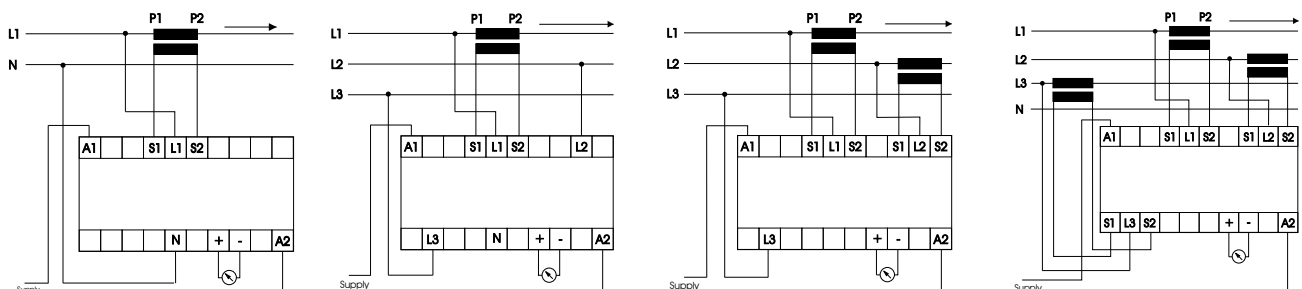 P1 P2
L1
N
A1 S1 L1 S2
N + - A2
Supply
P1 P2
L1
L2
L3
A1 S1 L1 S2 L2
L3 N + - A2
Supply
P1 P2
L1
L2
L3
A1 S1 L1 S2 S1 L2 S2
L3 + - A2
Supply
P1 P2
L1
L2
L3
N
A1 S1 L1 S2 S1 L2 S2
S1 L3 S2 + - A2
Supply